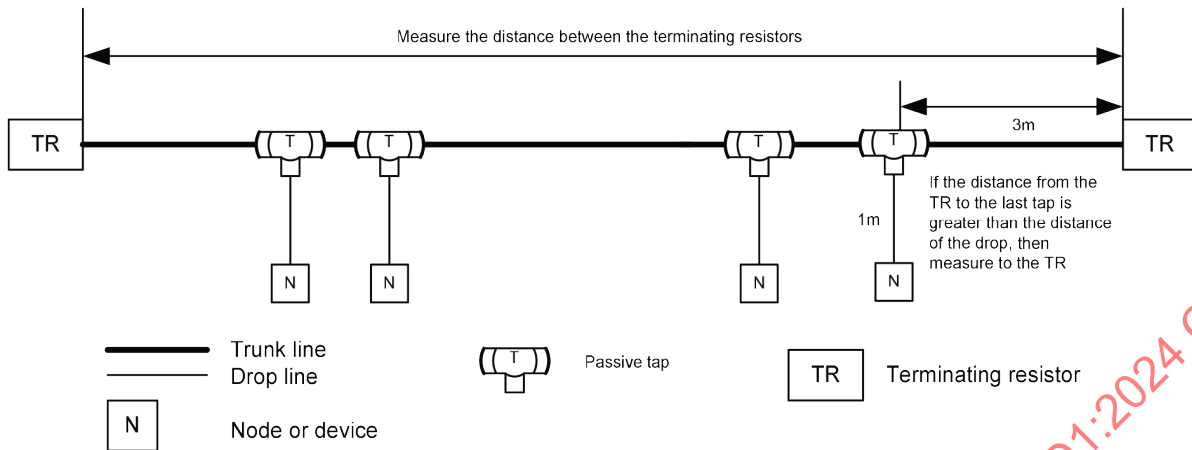 Measure the distance between the terminating resistors
3m
TR
T
T
T
T
TR
If the distance from the
TR to the last tap is
greater than the distance
of the drop, then
measure to the TR
1m
N
N
N
N
Trunk line
Drop line
T
Passive tap
TR
Terminating resistor
N
Node or device
01:2024